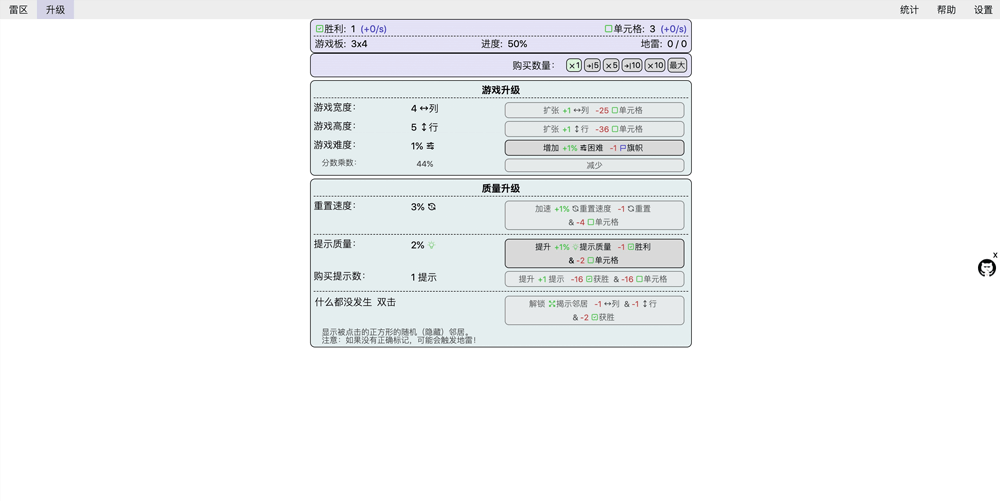 雷区 升级 统计 帮助 设置
胜利: 1 (+0/s) 单元格: 3 (+0/s)
游戏板: 3x4 进度: 50% 地雷: 0 / 0
购买数量: ×1 →|5 ×5 →|10 ×10 最大
游戏升级
游戏宽度: 4 ↔列 扩张 +1 ↔列 -25 单元格
游戏高度: 5 ↕行 扩张 +1 ↕行 -36 单元格
游戏难度: 1% 增加 +1% 困难 -1 旗帜
分数乘数: 44% 减少
质量升级
重置速度: 3% 加速 +1% 重置速度 -1 重置
& -4 单元格
提示质量: 2% 提升 +1% 提示质量 -1 胜利
& -2 单元格
购买提示数: 1 提示 提升 +1 提示 -16 获胜 & -16 单元格
什么都没发生 双击 解锁 揭示邻居 -1 ↔列 & -1 ↕行
& -2 获胜
显示被点击的正方形的随机（隐藏）邻居。
注意：如果没有正确标记，可能会触发地雷!
x